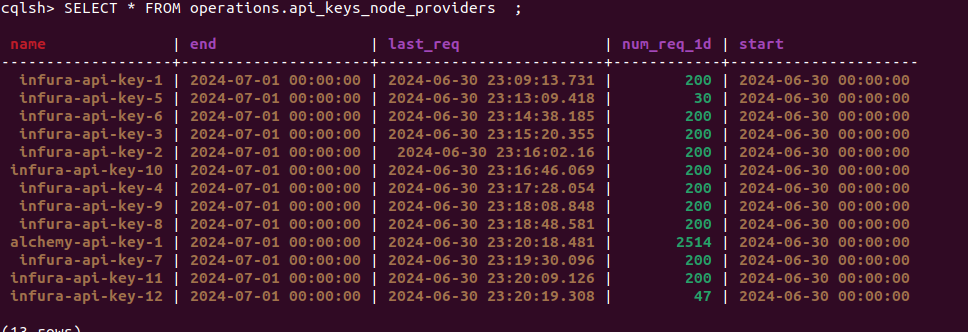 cqlsh> SELECT * FROM operations.api_keys_node_providers  ;
 name              | end                 | last_req                | num_req_1d | start
-------------------+---------------------+-------------------------+------------+---------------------
  infura-api-key-1 | 2024-07-01 00:00:00 | 2024-06-30 23:09:13.731 |        200 | 2024-06-30 00:00:00
  infura-api-key-5 | 2024-07-01 00:00:00 | 2024-06-30 23:13:09.418 |         30 | 2024-06-30 00:00:00
  infura-api-key-6 | 2024-07-01 00:00:00 | 2024-06-30 23:14:38.185 |        200 | 2024-06-30 00:00:00
  infura-api-key-3 | 2024-07-01 00:00:00 | 2024-06-30 23:15:20.355 |        200 | 2024-06-30 00:00:00
  infura-api-key-2 | 2024-07-01 00:00:00 |  2024-06-30 23:16:02.16 |        200 | 2024-06-30 00:00:00
 infura-api-key-10 | 2024-07-01 00:00:00 | 2024-06-30 23:16:46.069 |        200 | 2024-06-30 00:00:00
  infura-api-key-4 | 2024-07-01 00:00:00 | 2024-06-30 23:17:28.054 |        200 | 2024-06-30 00:00:00
  infura-api-key-9 | 2024-07-01 00:00:00 | 2024-06-30 23:18:08.848 |        200 | 2024-06-30 00:00:00
  infura-api-key-8 | 2024-07-01 00:00:00 | 2024-06-30 23:18:48.581 |        200 | 2024-06-30 00:00:00
 alchemy-api-key-1 | 2024-07-01 00:00:00 | 2024-06-30 23:20:18.481 |       2514 | 2024-06-30 00:00:00
  infura-api-key-7 | 2024-07-01 00:00:00 | 2024-06-30 23:19:30.096 |        200 | 2024-06-30 00:00:00
 infura-api-key-11 | 2024-07-01 00:00:00 | 2024-06-30 23:20:09.126 |        200 | 2024-06-30 00:00:00
 infura-api-key-12 | 2024-07-01 00:00:00 | 2024-06-30 23:20:19.308 |         47 | 2024-06-30 00:00:00
(13 rows)